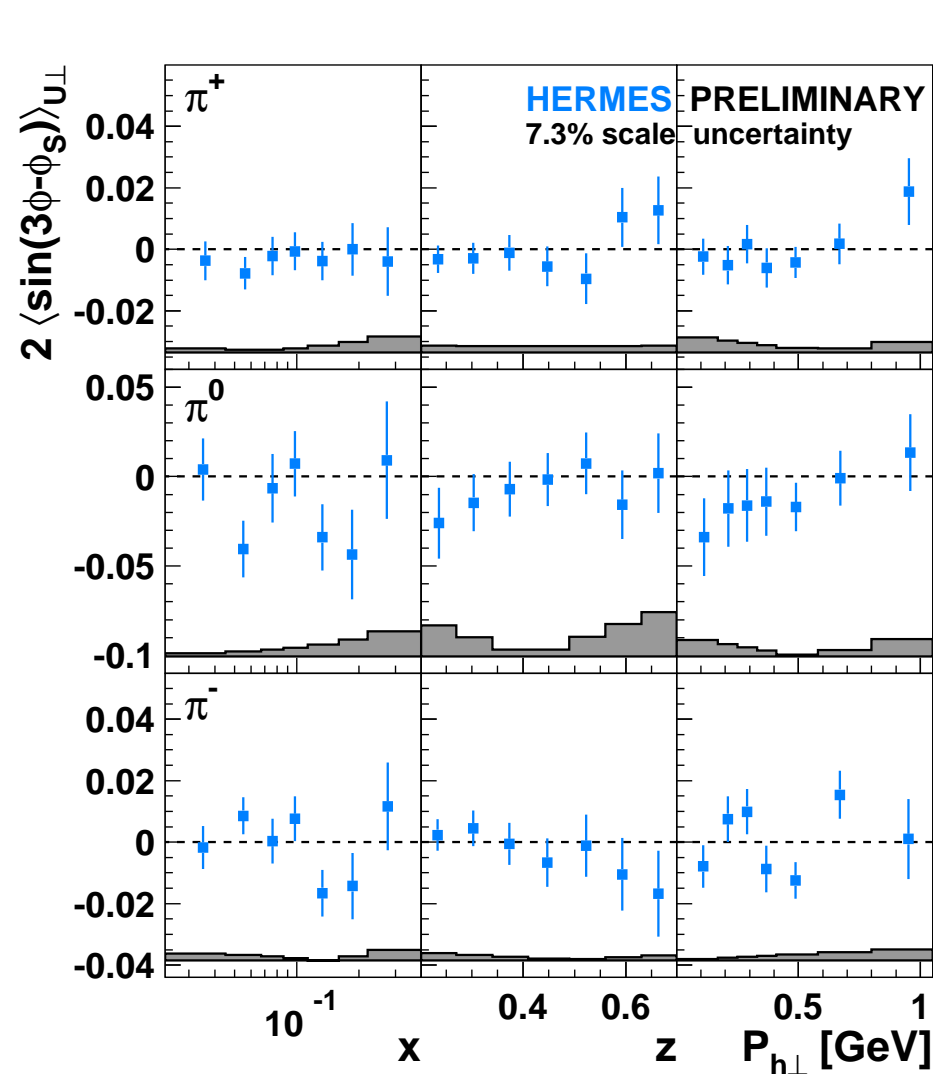 2 ⟨sin(3ϕ-ϕS)⟩U⊥
π+
HERMES PRELIMINARY
7.3% scale uncertainty
0.04
0.02
0
-0.02
π0
0.05
0
-0.05
-0.1
π-
0.04
0.02
0
-0.02
-0.04
10-1
0.4 0.6
0.5 1
x
z
Ph⊥ [GeV]